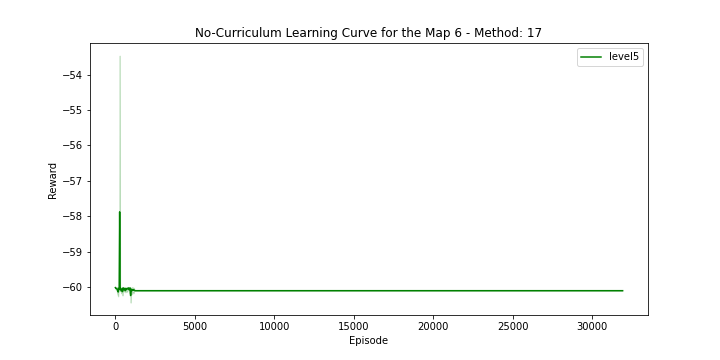 No-Curriculum Learning Curve for the Map 6 - Method: 17
level5
−54
−55
−56
−57
−58
−59
−60
Reward
0 5000 10000 15000 20000 25000 30000
Episode